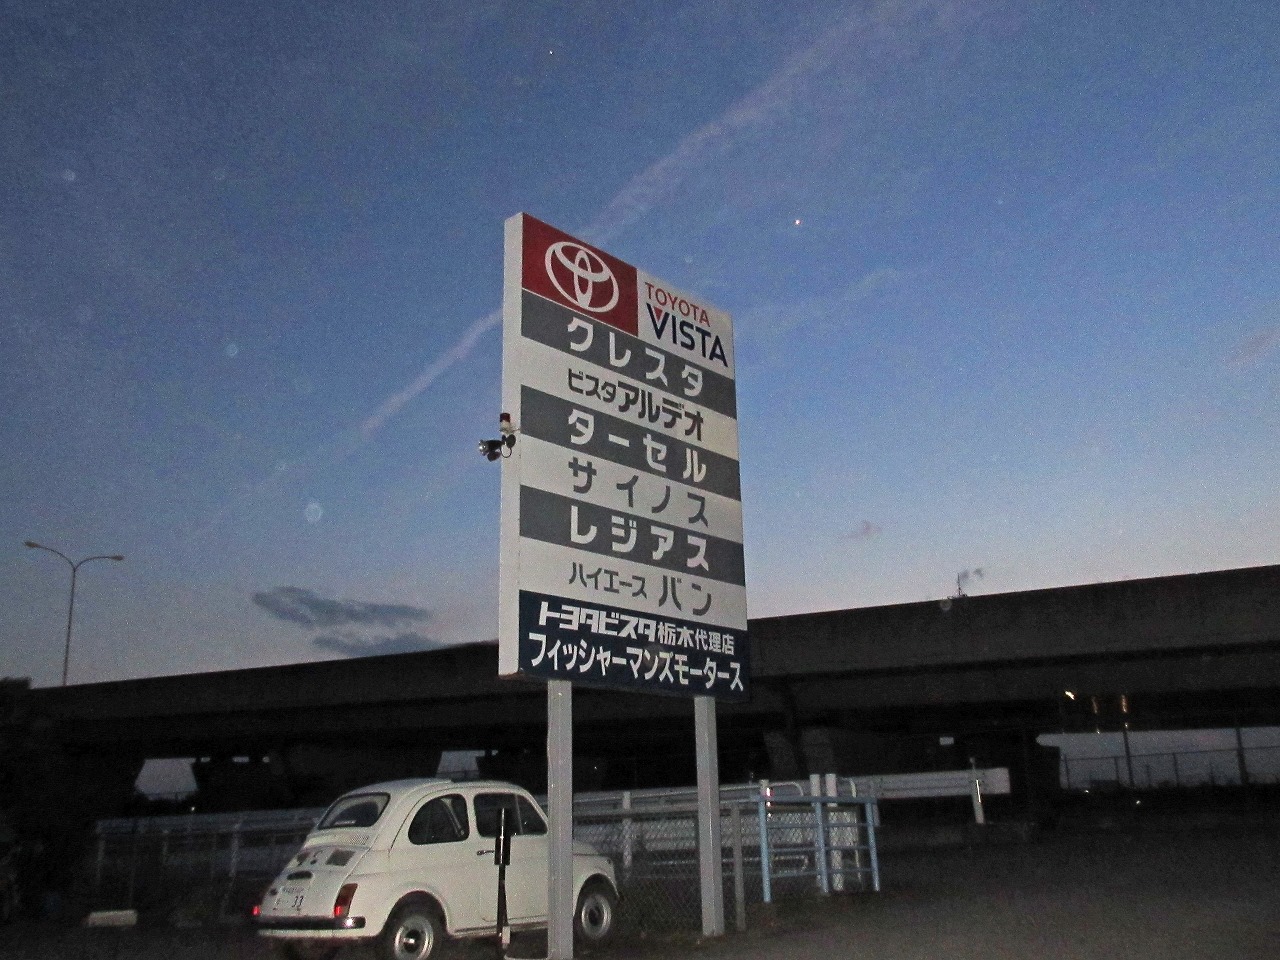 TOYOTA
VISTA
クレスタ
ビスタアルデオ
ターセル
サイノス
レジアス
ハイエース バン
トヨタビスタ栃木代理店
フィッシャーマンズモータース
33